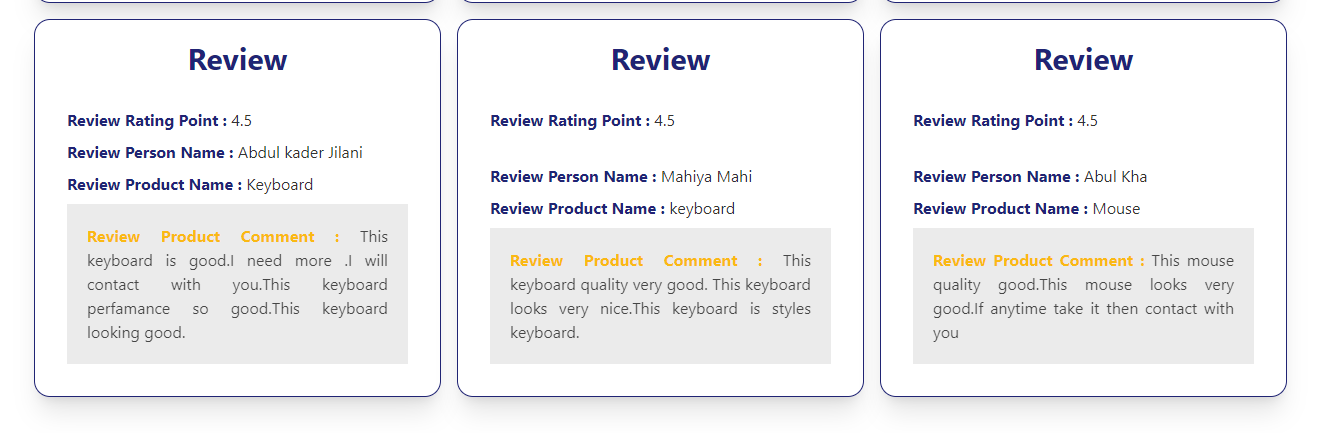 Review
Review Rating Point : 4.5
Review Person Name : Abdul kader Jilani
Review Product Name : Keyboard
Review Product Comment : This
keyboard is good.I need more .I will
contact with you.This keyboard
perfamance so good.This keyboard
looking good.
Review
Review Rating Point : 4.5
Review Person Name : Mahiya Mahi
Review Product Name : keyboard
Review Product Comment : This
keyboard quality very good. This keyboard
looks very nice.This keyboard is styles
keyboard.
Review
Review Rating Point : 4.5
Review Person Name : Abul Kha
Review Product Name : Mouse
Review Product Comment : This mouse
quality good.This mouse looks very
good.If anytime take it then contact with
you